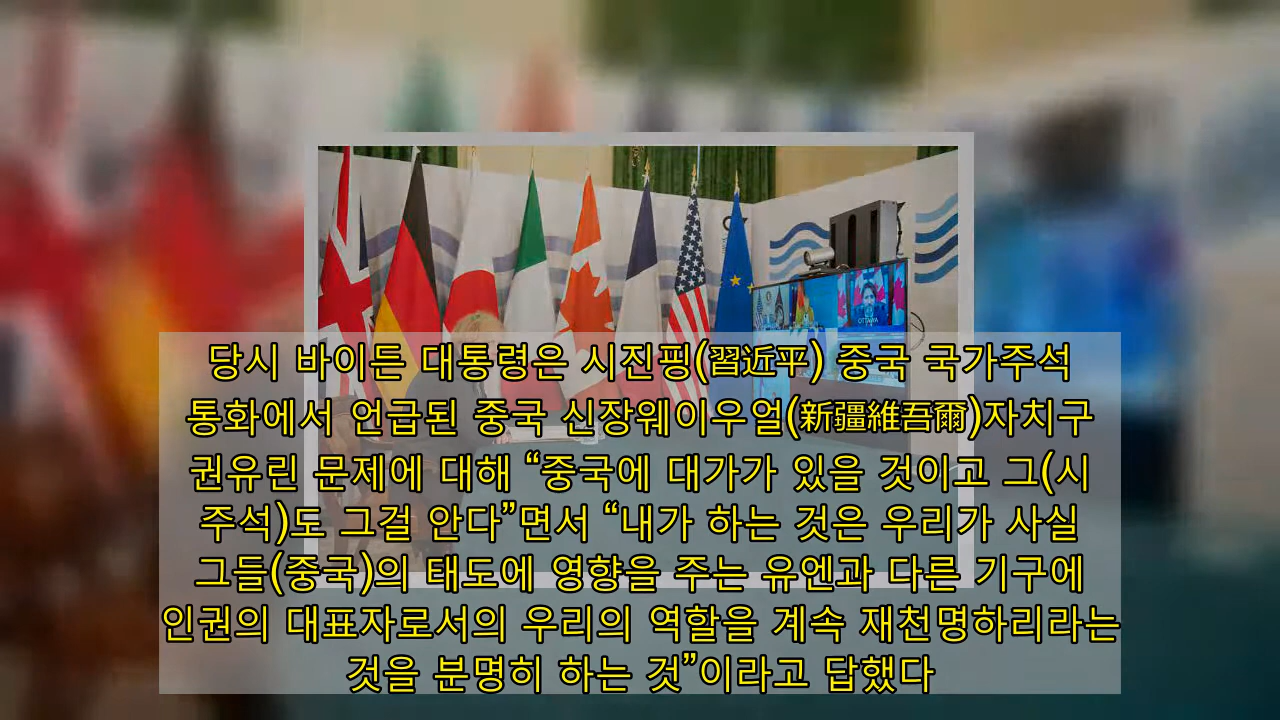 당시 바이든 대통령은 시진핑(習近平) 중국 국가주석
통화에서 언급된 중국 신장웨이우얼(新疆維吾爾)자치구
권유린 문제에 대해 “중국에 대가가 있을 것이고 그(시
주석)도 그걸 안다”면서 “내가 하는 것은 우리가 사실
그들(중국)의 태도에 영향을 주는 유엔과 다른 기구에
인권의 대표자로서의 우리의 역할을 계속 재천명하리라는
것을 분명히 하는 것”이라고 답했다
OTTAWA